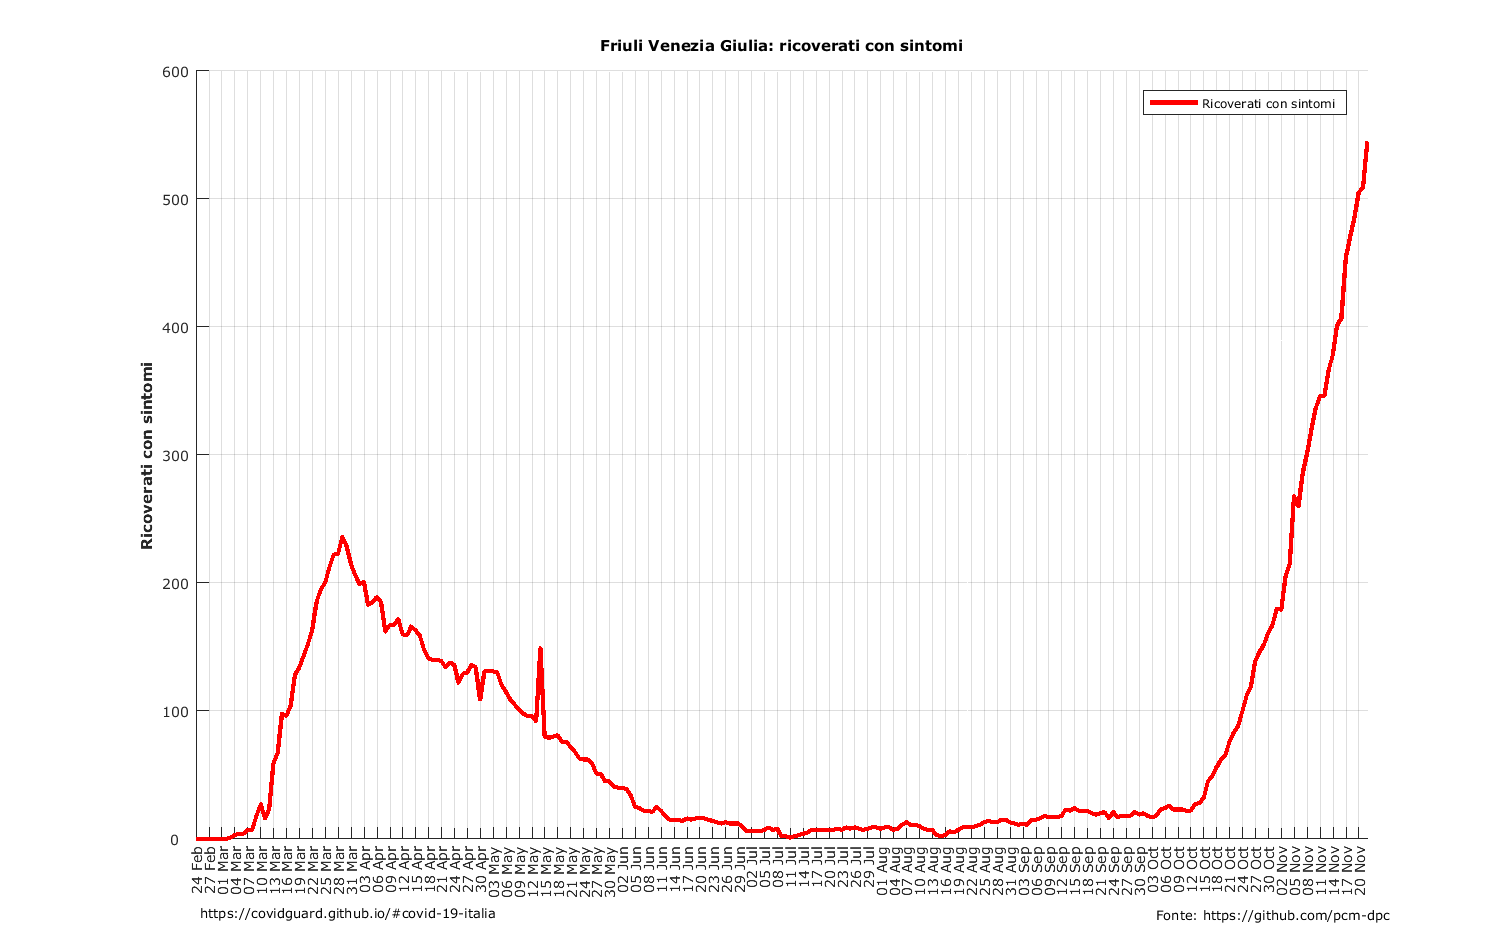 Friuli Venezia Giulia: ricoverati con sintomi
Ricoverati con sintomi
Ricoverati con sintomi
600
500
400
300
200
100
0
24 Feb
27 Feb
01 Mar
04 Mar
07 Mar
10 Mar
13 Mar
16 Mar
19 Mar
22 Mar
25 Mar
28 Mar
31 Mar
03 Apr
06 Apr
09 Apr
12 Apr
15 Apr
18 Apr
21 Apr
24 Apr
27 Apr
30 Apr
03 May
06 May
09 May
12 May
15 May
18 May
21 May
24 May
27 May
30 May
02 Jun
05 Jun
08 Jun
11 Jun
14 Jun
17 Jun
20 Jun
23 Jun
26 Jun
29 Jun
02 Jul
05 Jul
08 Jul
11 Jul
14 Jul
17 Jul
20 Jul
23 Jul
26 Jul
29 Jul
01 Aug
04 Aug
07 Aug
10 Aug
13 Aug
16 Aug
19 Aug
22 Aug
25 Aug
28 Aug
31 Aug
03 Sep
06 Sep
09 Sep
12 Sep
15 Sep
18 Sep
21 Sep
24 Sep
27 Sep
30 Sep
03 Oct
06 Oct
09 Oct
12 Oct
15 Oct
18 Oct
21 Oct
24 Oct
27 Oct
30 Oct
02 Nov
05 Nov
08 Nov
11 Nov
14 Nov
17 Nov
20 Nov
https://covidguard.github.io/#covid-19-italia
Fonte: https://github.com/pcm-dpc